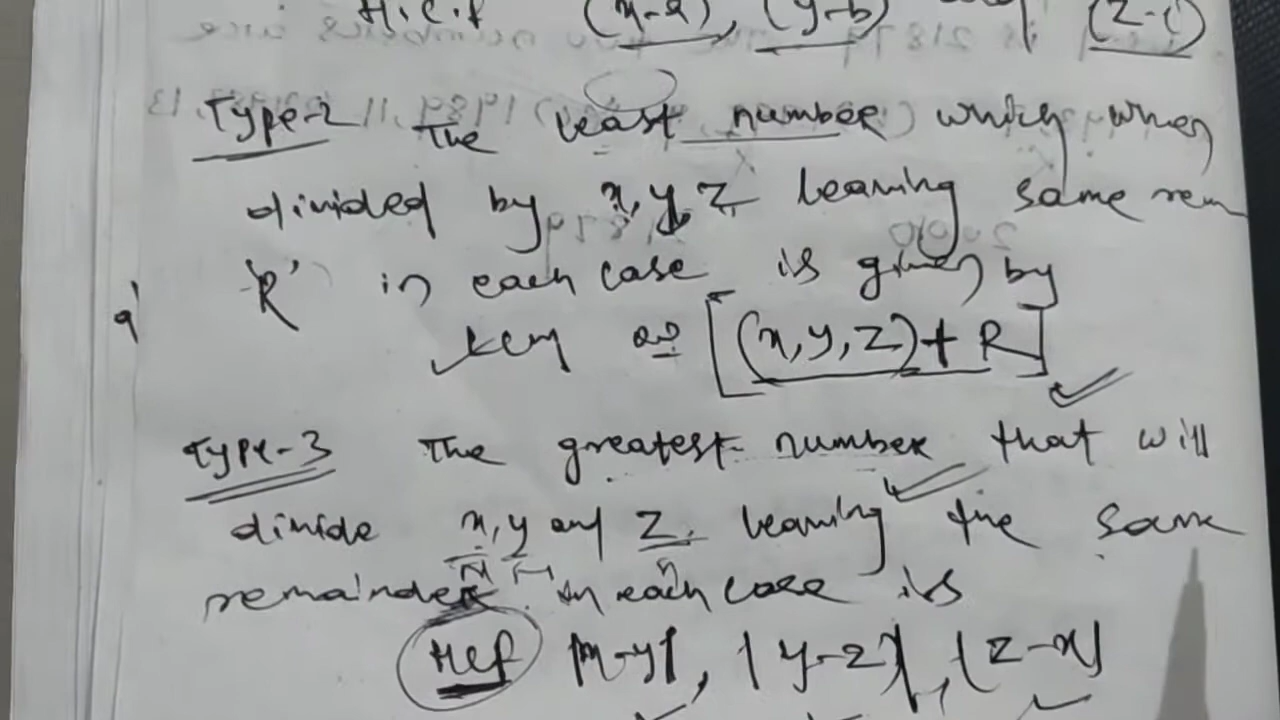 H.C.F (x-a), (y-b) and (z-c)
Type-2 The least number which when
divided by x, y, z leaving same rem
'R' in each case is given by
LCM of [(x, y, z) + R]
Type-3 The greatest number that will
divide x, y and z, leaving the same
remainder in each case is
HCF |x-y|, |y-z|, |z-x|